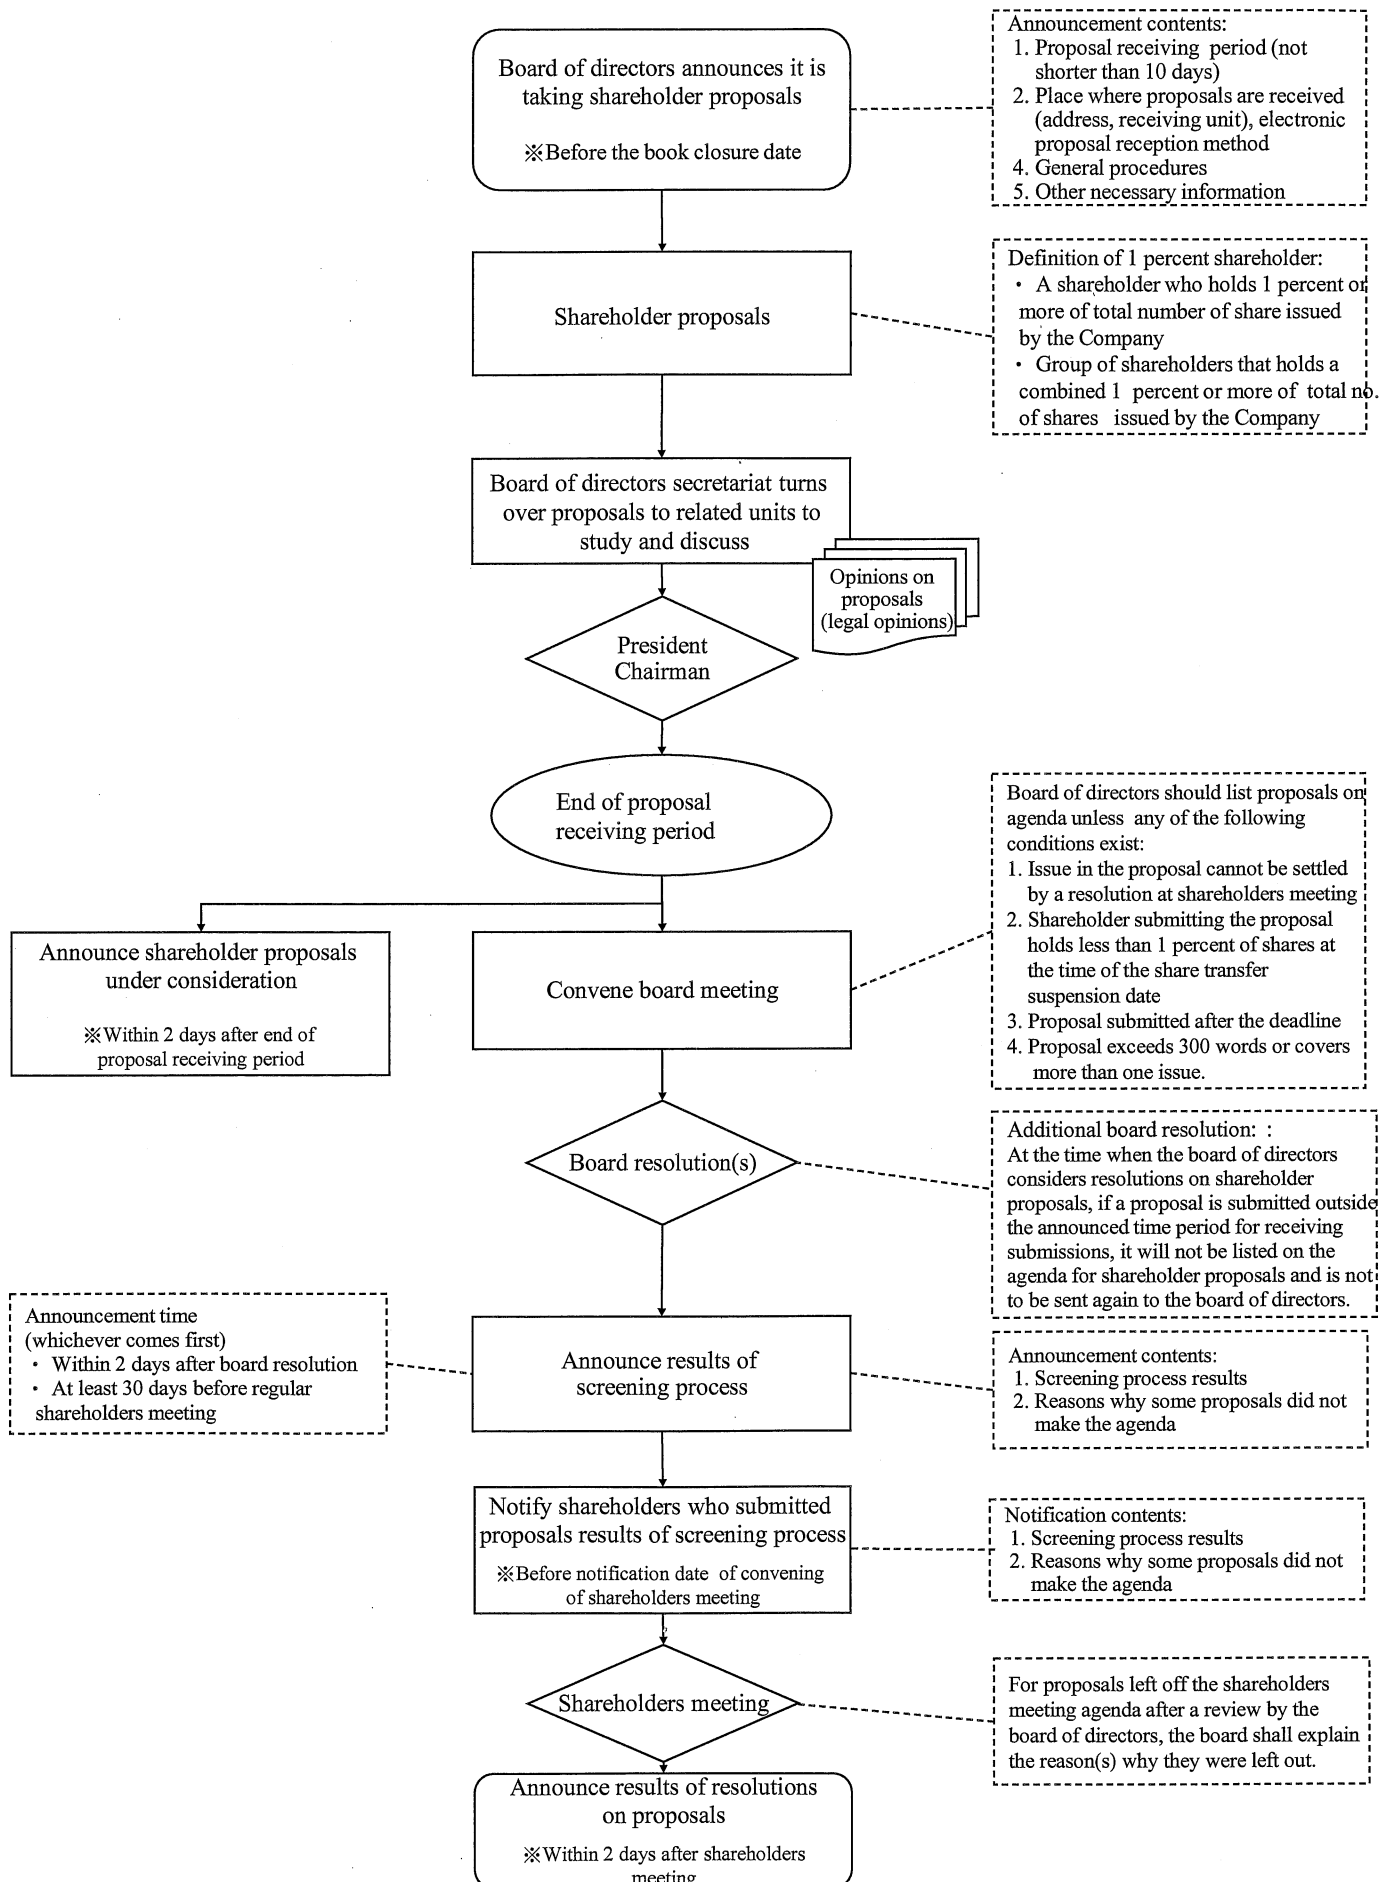 Board of directors announces it is
taking shareholder proposals
※Before the book closure date
Announcement contents:
1. Proposal receiving period (not
shorter than 10 days)
2. Place where proposals are received
(address, receiving unit), electronic
proposal reception method
4. General procedures
5. Other necessary information
Shareholder proposals
Definition of 1 percent shareholder:
· A shareholder who holds 1 percent or
more of total number of share issued
by the Company
· Group of shareholders that holds a
combined 1 percent or more of total no.
of shares issued by the Company
Board of directors secretariat turns
over proposals to related units to
study and discuss
Opinions on
proposals
(legal opinions)
President
Chairman
End of proposal
receiving period
Announce shareholder proposals
under consideration
※Within 2 days after end of
proposal receiving period
Convene board meeting
Board of directors should list proposals on
agenda unless any of the following
conditions exist:
1. Issue in the proposal cannot be settled
by a resolution at shareholders meeting
2. Shareholder submitting the proposal
holds less than 1 percent of shares at
the time of the share transfer
suspension date
3. Proposal submitted after the deadline
4. Proposal exceeds 300 words or covers
more than one issue.
Board resolution(s)
Additional board resolution: :
At the time when the board of directors
considers resolutions on shareholder
proposals, if a proposal is submitted outside
the announced time period for receiving
submissions, it will not be listed on the
agenda for shareholder proposals and is not
to be sent again to the board of directors.
Announcement time
(whichever comes first)
· Within 2 days after board resolution
· At least 30 days before regular
shareholders meeting
Announce results of
screening process
Announcement contents:
1. Screening process results
2. Reasons why some proposals did not
make the agenda
Notify shareholders who submitted
proposals results of screening process
※Before notification date of convening
of shareholders meeting
Notification contents:
1. Screening process results
2. Reasons why some proposals did not
make the agenda
Shareholders meeting
For proposals left off the shareholders
meeting agenda after a review by the
board of directors, the board shall explain
the reason(s) why they were left out.
Announce results of resolutions
on proposals
※Within 2 days after shareholders
meeting